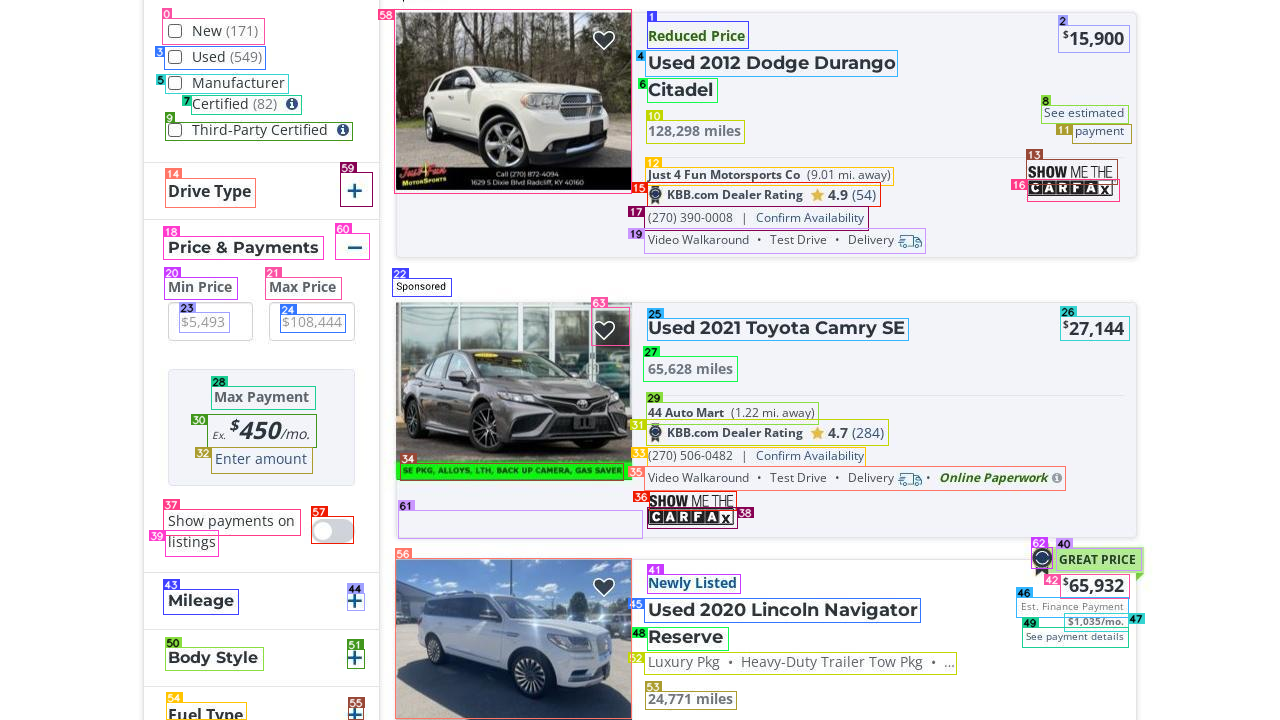 New (171)
Used (549)
Manufacturer
Certified (82)
Third-Party Certified
Drive Type
Price & Payments
Min Price
Max Price
$5,493
$108,444
Max Payment
Ex. $450/mo.
Enter amount
Show payments on
listings
Mileage
Body Style
Fuel Type
Just 4 Fun
MOTORSPORTS
Call (270) 872-4094
1629 S Dixie Blvd Radcliff, KY 40160
Reduced Price
$15,900
Used 2012 Dodge Durango
Citadel
128,298 miles
See estimated
payment
Just 4 Fun Motorsports Co (9.01 mi. away)
KBB.com Dealer Rating 4.9 (54)
(270) 390-0008 | Confirm Availability
Video Walkaround • Test Drive • Delivery
SHOW ME THE
CARFAX
Sponsored
SE PKG, ALLOYS, LTH, BACK UP CAMERA, GAS SAVER
Used 2021 Toyota Camry SE
$27,144
65,628 miles
44 Auto Mart (1.22 mi. away)
KBB.com Dealer Rating 4.7 (284)
(270) 506-0482 | Confirm Availability
Video Walkaround • Test Drive • Delivery • Online Paperwork
SHOW ME THE
CARFAX
GREAT PRICE
Newly Listed
$65,932
Used 2020 Lincoln Navigator
Reserve
Est. Finance Payment
$1,035/mo.
See payment details
Luxury Pkg • Heavy-Duty Trailer Tow Pkg • ...
24,771 miles
0
1
2
3
4
5
6
7
8
9
10
11
12
13
14
15
16
17
18
19
20
21
22
23
24
25
26
27
28
29
30
31
32
33
34
35
36
37
38
39
40
41
42
43
44
45
46
47
48
49
50
51
52
53
54
55
56
57
58
59
60
61
62
63